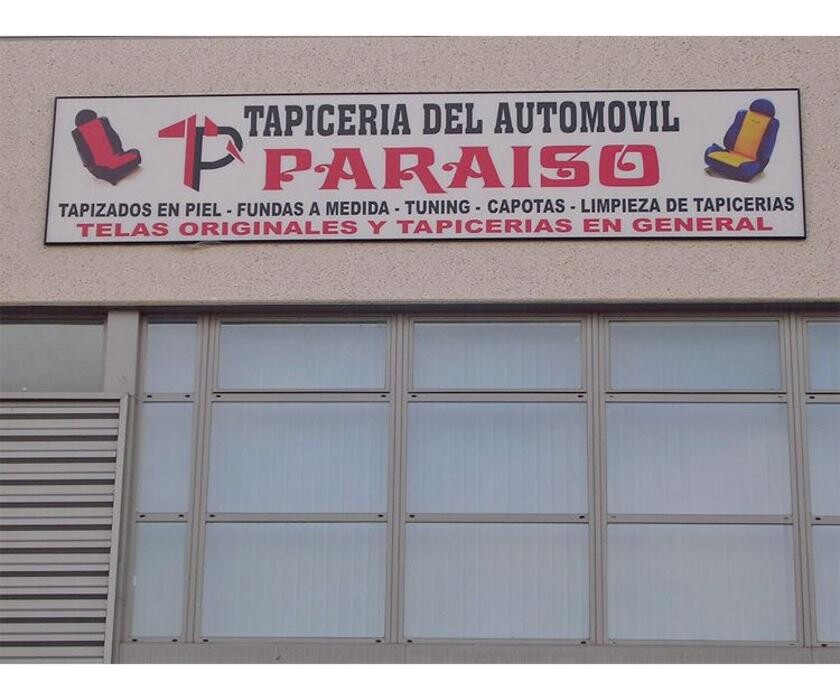 TP
TAPICERIA DEL AUTOMOVIL
PARAISO
TAPIZADOS EN PIEL - FUNDAS A MEDIDA - TUNING - CAPOTAS - LIMPIEZA DE TAPICERIAS
TELAS ORIGINALES Y TAPICERIAS EN GENERAL